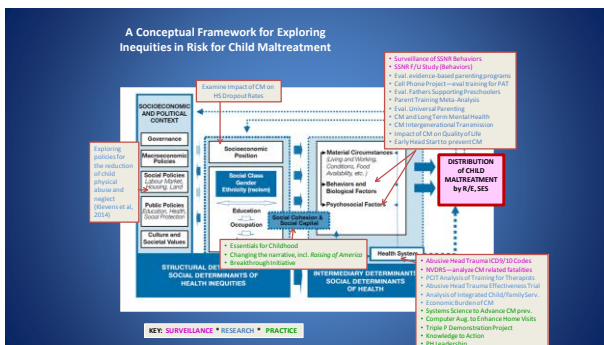 A Conceptual Framework for Exploring
Inequities in Risk for Child Maltreatment
• Surveillance of SSNR Behaviors
• SSNR F/U Study (Behaviors)
• Eval. evidence-based parenting programs
• Cell Phone Project—eval training for PAT
• Eval. Fathers Supporting Preschoolers
• Parent Training Meta-Analysis
• Eval. Universal Parenting
• CM and Long Term Mental Health
• CM Intergenerational Transmission
• Impact of CM on Quality of Life
• Early Head Start to prevent CM
Examine Impact of CM on
HS Dropout Rates
SOCIOECONOMIC
AND POLITICAL
CONTEXT
Governance
Macroeconomic
Policies
Social Policies
Labour Market,
Housing, Land
Public Policies
Education, Health,
Social Protection
Culture and
Societal Values
Exploring
policies for
the reduction
of child
physical
abuse and
neglect
(Klevens et al,
2014)
Socioeconomic
Position
Social Class
Gender
Ethnicity (racism)
Education
Occupation
Social Cohesion &
Social Capital
Material Circumstances
(Living and Working,
Conditions, Food
Availability, etc.)
Behaviors and
Biological Factors
Psychosocial Factors
DISTRIBUTION
of CHILD
MALTREATMENT
by R/E, SES
• Essentials for Childhood
• Changing the narrative, incl. Raising of America
• Breakthrough Initiative
Health System
STRUCTURAL DETERMINANTS
SOCIAL DETERMINANTS OF
HEALTH INEQUITIES
INTERMEDIARY DETERMINANTS
SOCIAL DETERMINANTS
OF HEALTH
• Abusive Head Trauma ICD9/10 Codes
• NVDRS—analyze CM related fatalities
• PCIT Analysis of Training for Therapists
• Abusive Head Trauma Effectiveness Trial
• Analysis of Integrated Child/family Serv.
• Economic Burden of CM
• Systems Science to Advance CM prev.
• Computer Aug. to Enhance Home Visits
• Triple P Demonstration Project
• Knowledge to Action
• PH Leadership
KEY: SURVEILLANCE * RESEARCH * PRACTICE